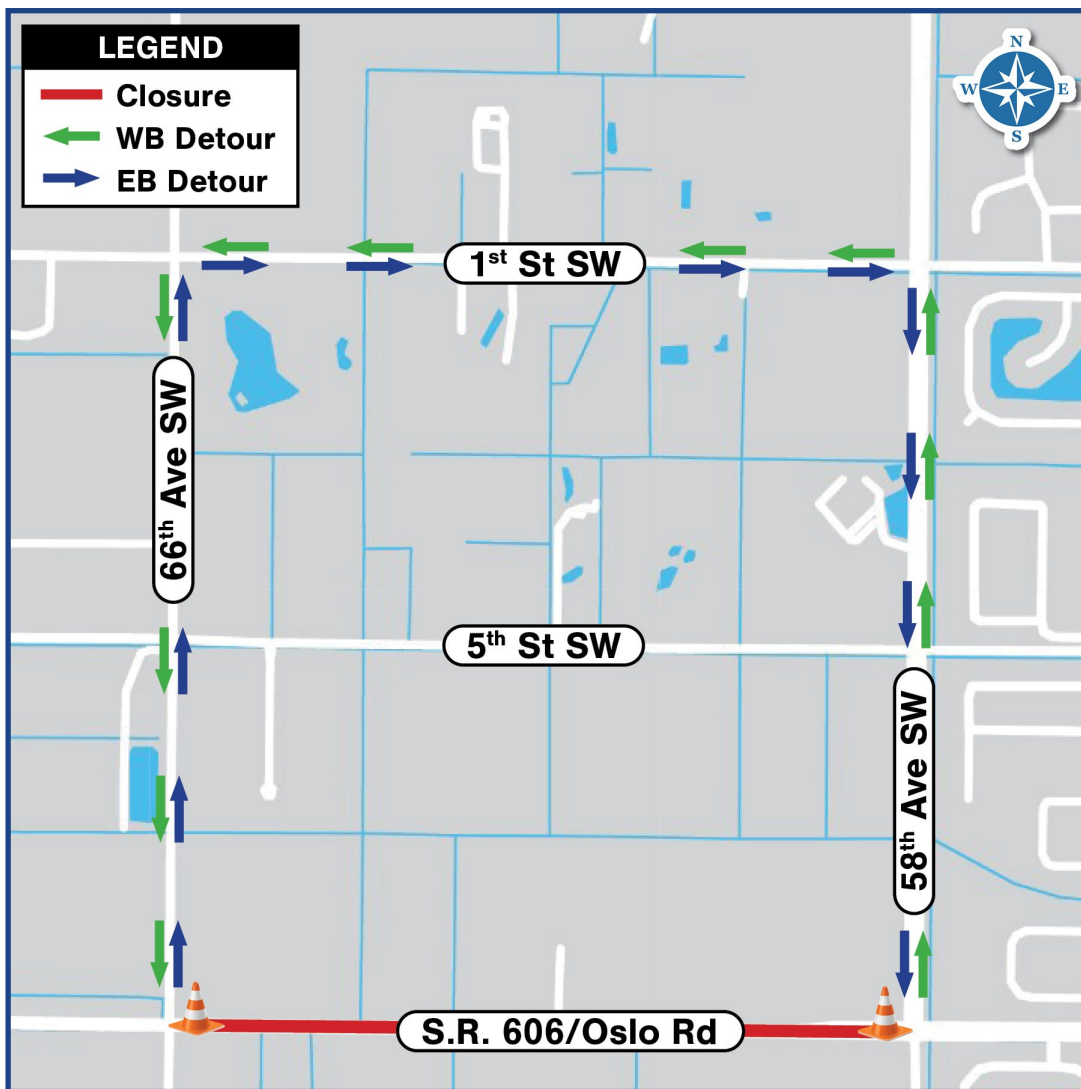 LEGEND
Closure
WB Detour
EB Detour
N
W
E
S
1st St SW
66th Ave SW
5th St SW
58th Ave SW
S.R. 606/Oslo Rd